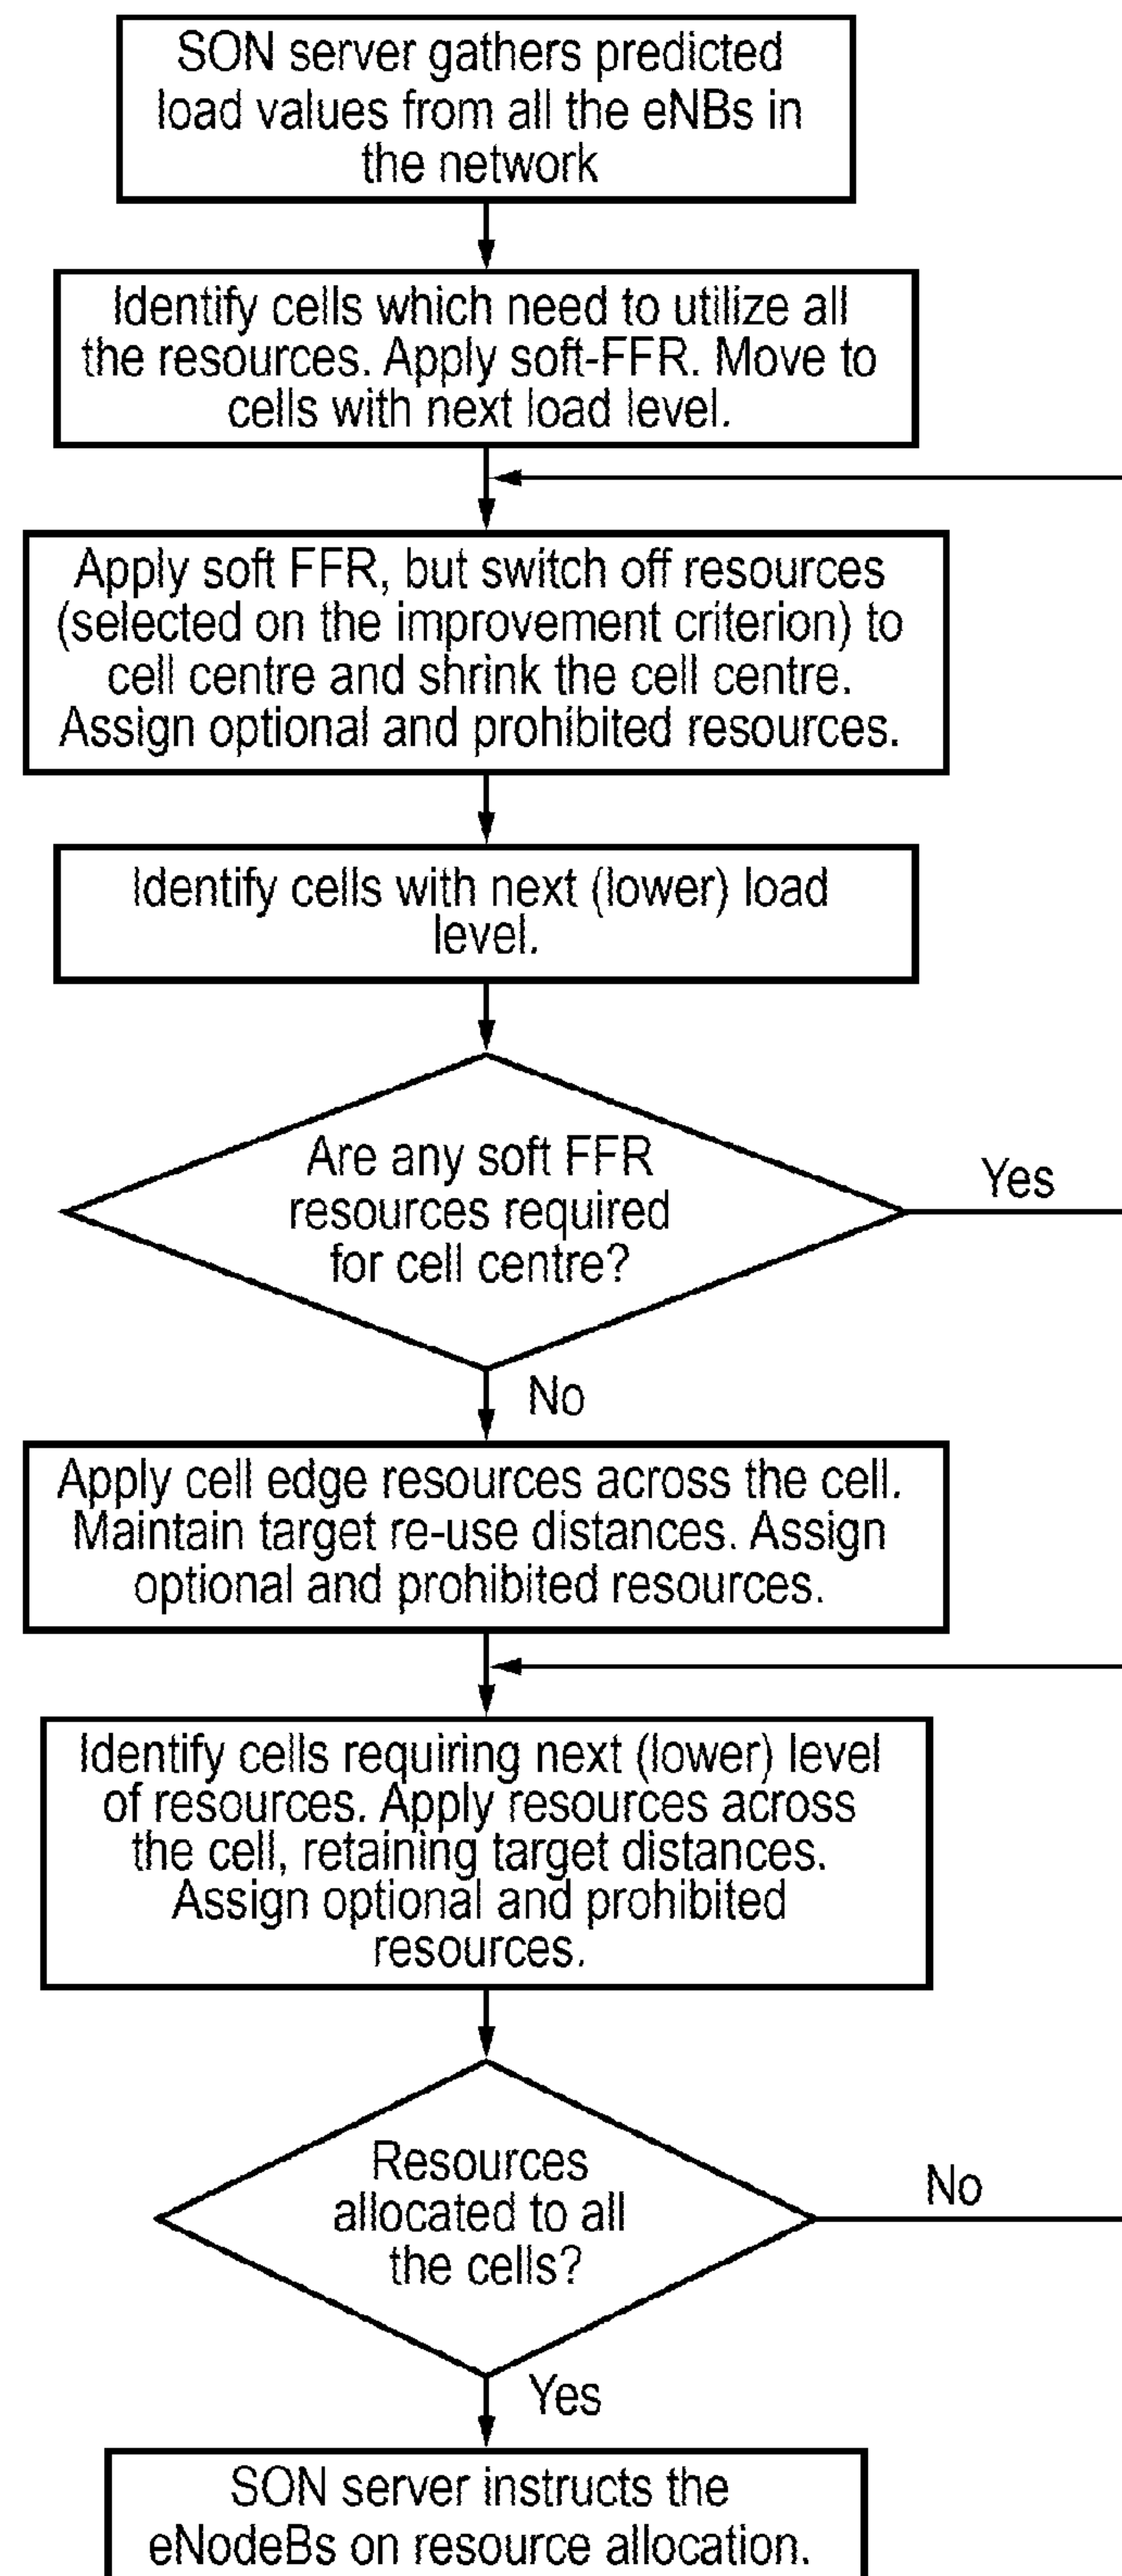 SON server gathers predicted
load values from all the eNBs in
the network
Identify cells which need to utilize all
the resources. Apply soft-FFR. Move to
cells with next load level.
Apply soft FFR, but switch off resources
(selected on the improvement criterion) to
cell centre and shrink the cell centre.
Assign optional and prohibited resources.
Identify cells with next (lower) load
level.
Are any soft FFR
resources required
for cell centre?
Yes
No
Apply cell edge resources across the cell.
Maintain target re-use distances. Assign
optional and prohibited resources.
Identify cells requiring next (lower) level
of resources. Apply resources across
the cell, retaining target distances.
Assign optional and prohibited
resources.
Resources
allocated to all
the cells?
No
Yes
SON server instructs the
eNodeBs on resource allocation.